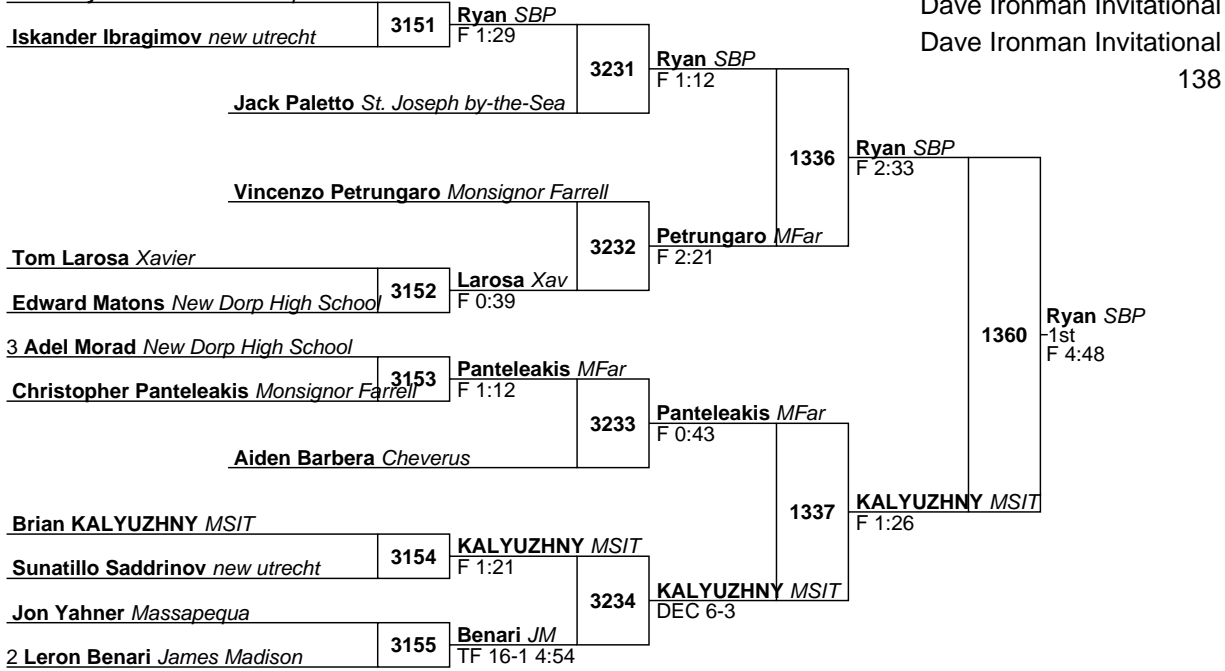 Dave Ironman Invitational
Dave Ironman Invitational
138
Iskander Ibragimov new utrecht
3151
Ryan SBP
F 1:29
Jack Paletto St. Joseph by-the-Sea
3231
Ryan SBP
F 1:12
Vincenzo Petrungaro Monsignor Farrell
1336
Ryan SBP
F 2:33
Tom Larosa Xavier
Edward Matons New Dorp High School
3152
Larosa Xav
F 0:39
3232
Petrungaro MFar
F 2:21
3 Adel Morad New Dorp High School
Christopher Panteleakis Monsignor Farrell
3153
Panteleakis MFar
F 1:12
Aiden Barbera Cheverus
3233
Panteleakis MFar
F 0:43
1360
Ryan SBP
1st
F 4:48
Brian KALYUZHNY MSIT
Sunatillo Saddrinov new utrecht
3154
KALYUZHNY MSIT
F 1:21
1337
KALYUZHNY MSIT
F 1:26
Jon Yahner Massapequa
2 Leron Benari James Madison
3155
Benari JM
TF 16-1 4:54
3234
KALYUZHNY MSIT
DEC 6-3